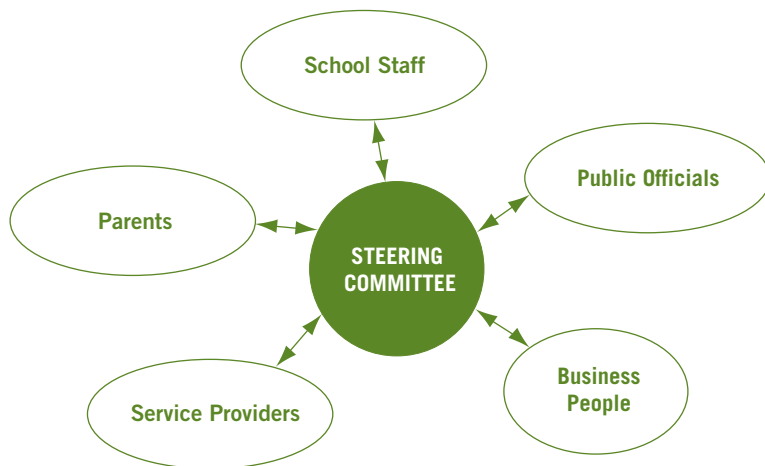 School Staff
Public Officials
Parents
STEERING
COMMITTEE
Business
People
Service Providers